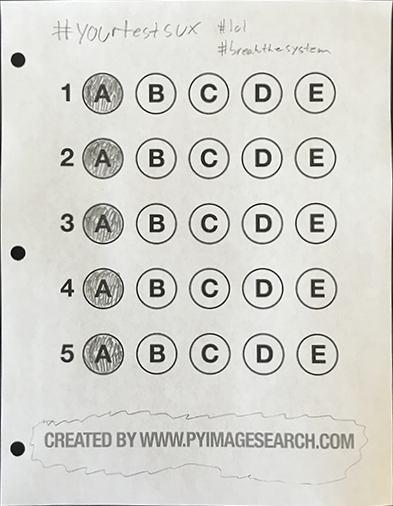 #yourtestsux #lol
#breakthesystem
1 A B C D E
2 A B C D E
3 A B C D E
4 A B C D E
5 A B C D E
CREATED BY WWW.PYIMAGESEARCH.COM